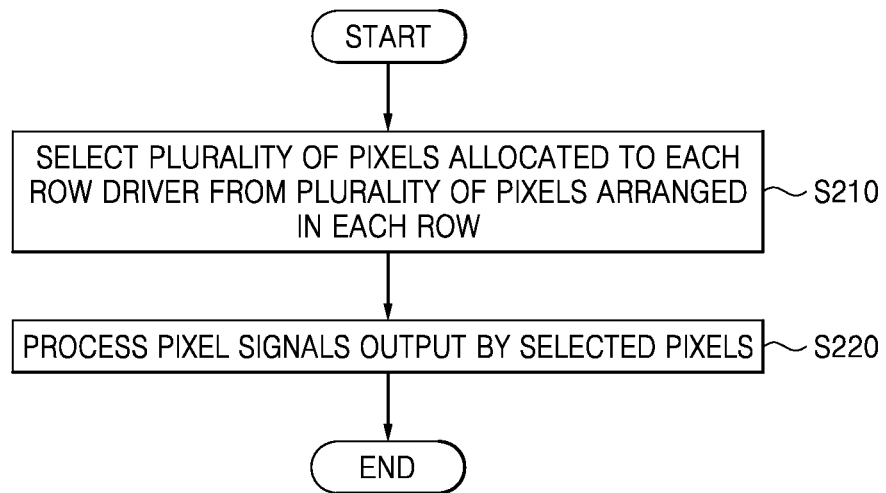 START
SELECT PLURALITY OF PIXELS ALLOCATED TO EACH
ROW DRIVER FROM PLURALITY OF PIXELS ARRANGED
IN EACH ROW
S210
PROCESS PIXEL SIGNALS OUTPUT BY SELECTED PIXELS
S220
END